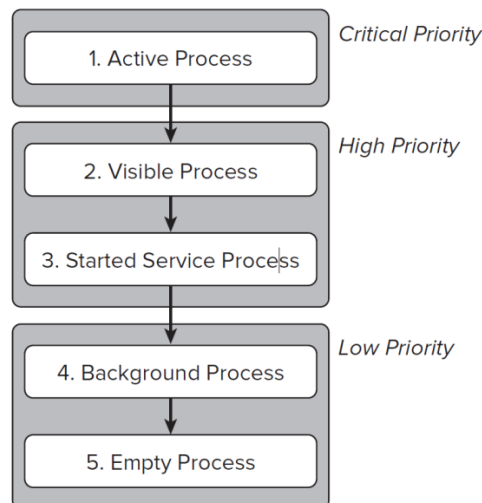 Critical Priority
1. Active Process
High Priority
2. Visible Process
3. Started Service Process
Low Priority
4. Background Process
5. Empty Process